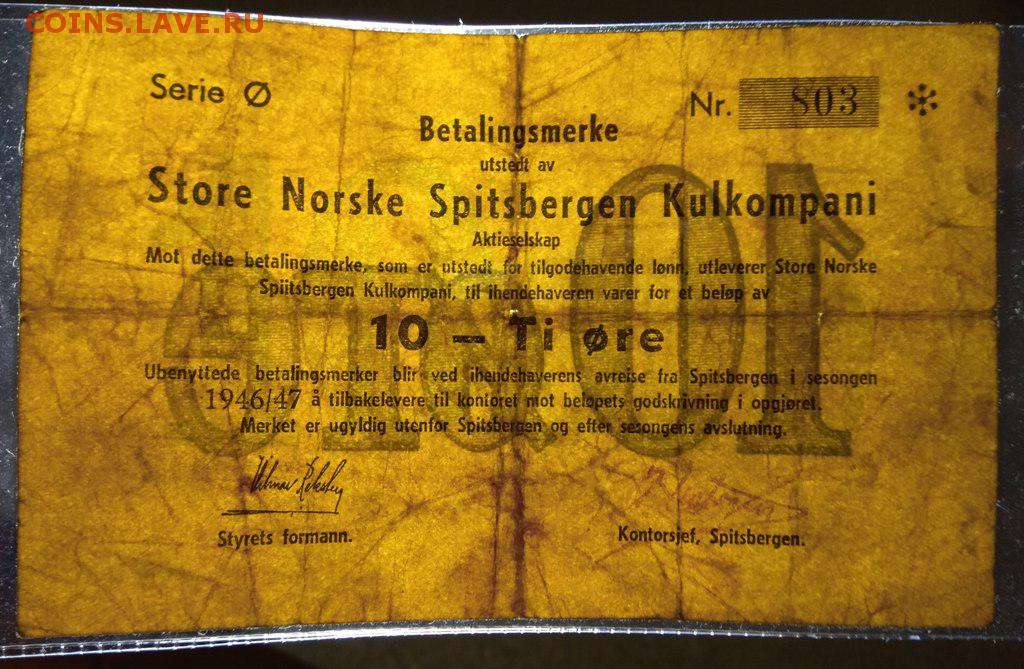 COINS.LAVE.RU
Serie Ø
Nr. 803 *
Betalingsmerke
utstedt av
Store Norske Spitsbergen Kulkompani
Aktieselskap
Mot dette betalingsmerke, som er utstedt for tilgodehavende lønn, utleverer Store Norske
Spiitsbergen Kulkompani, til ihendehaveren varer for et beløp av
10 — Ti øre
Ubenyttede betalingsmerker blir ved ihendehaverens avreise fra Spitsbergen i sesongen
1946/47 å tilbakelevere til kontoret mot beløpets godskrivning i opgjøret.
Merket er ugyldig utenfor Spitsbergen og efter sesongens avslutning.
Styrets formann.
Kontorsjef, Spitsbergen.